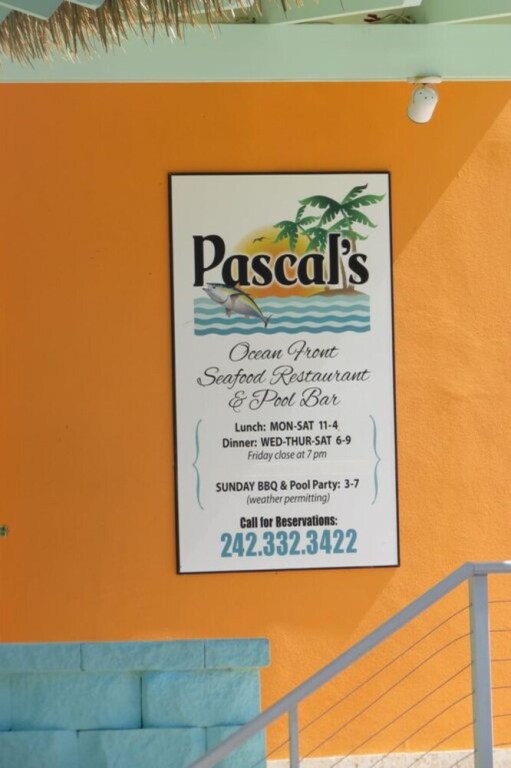 Pascal's
Ocean Front
Seafood Restaurant
& Pool Bar
Lunch: MON-SAT 11-4
Dinner: WED-THUR-SAT 6-9
Friday close at 7 pm
SUNDAY BBQ & Pool Party: 3-7
(weather permitting)
Call for Reservations:
242.332.3422